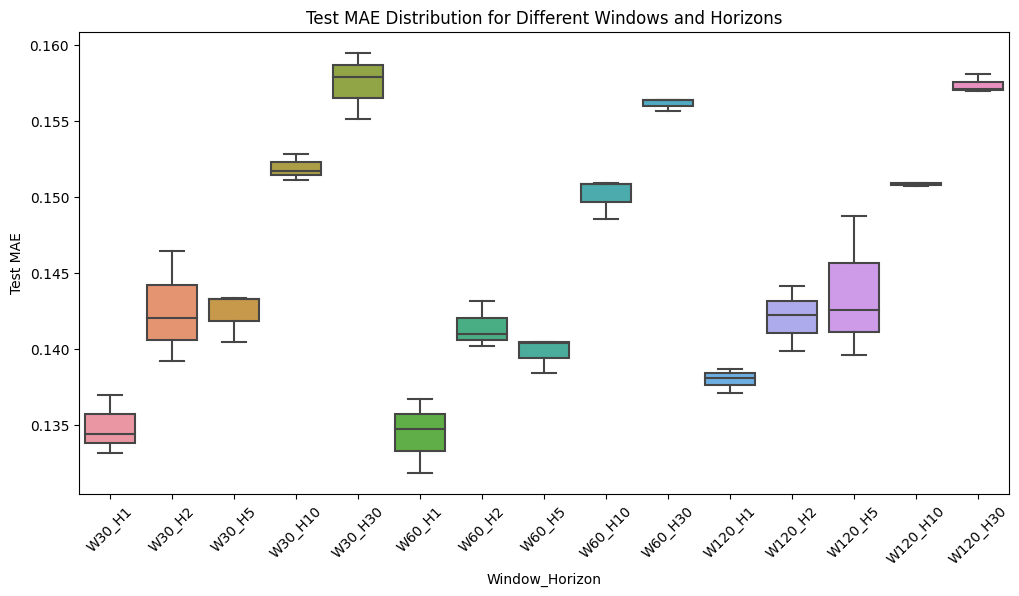 Test MAE Distribution for Different Windows and Horizons
0.160
0.155
0.150
0.145
0.140
0.135
Test MAE
W30_H1
W30_H2
W30_H5
W30_H10
W30_H30
W60_H1
W60_H2
W60_H5
W60_H10
W60_H30
W120_H1
W120_H2
W120_H5
W120_H10
W120_H30
Window_Horizon